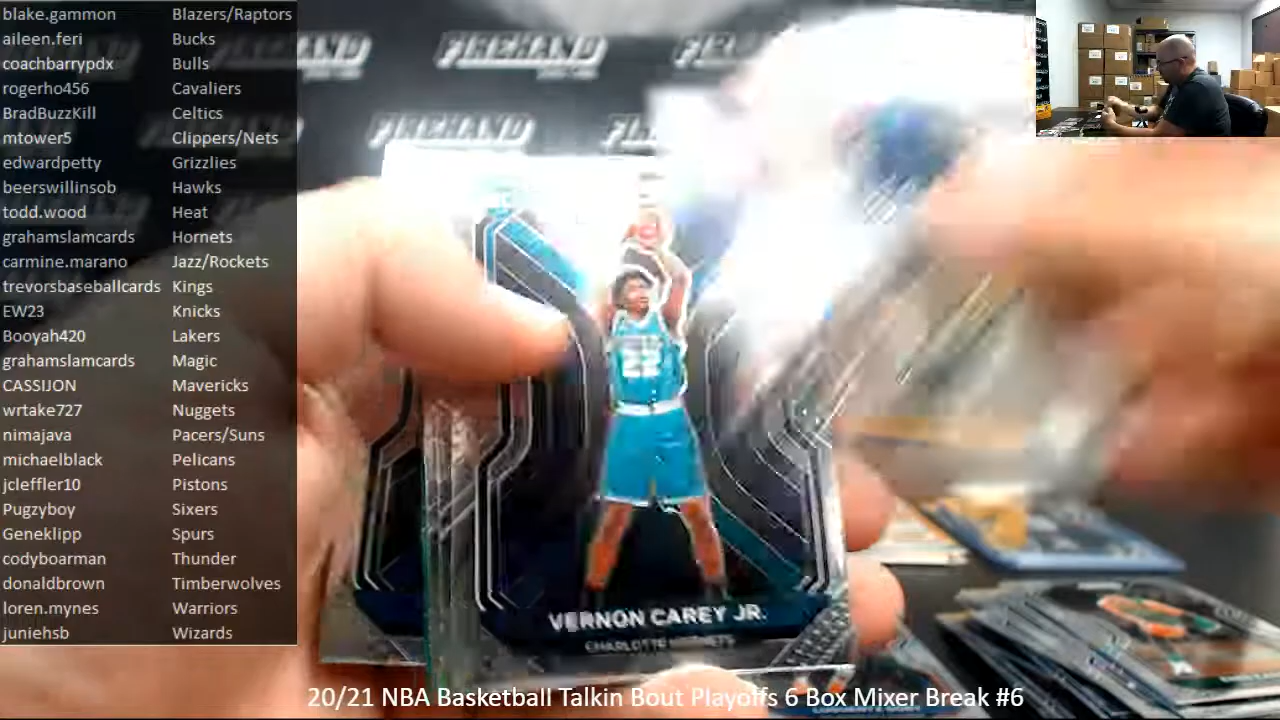 blake.gammon Blazers/Raptors
aileen.feri Bucks
coachbarrypdx Bulls
rogerho456 Cavaliers
BradBuzzKill Celtics
mtower5 Clippers/Nets
edwardpetty Grizzlies
beerswillinsob Hawks
todd.wood Heat
grahamslamcards Hornets
carmine.marano Jazz/Rockets
trevorsbaseballcards Kings
EW23 Knicks
Booyah420 Lakers
grahamslamcards Magic
CASSIJON Mavericks
wrtake727 Nuggets
nimajava Pacers/Suns
michaelblack Pelicans
jcleffler10 Pistons
Pugzyboy Sixers
Geneklipp Spurs
codyboarman Thunder
donaldbrown Timberwolves
loren.mynes Warriors
juniehsb Wizards
FIREHAND
FIREHAND
22
VERNON CAREY JR.
CHARLOTTE HORNETS
20/21 NBA Basketball Talkin Bout Playoffs 6 Box Mixer Break #6